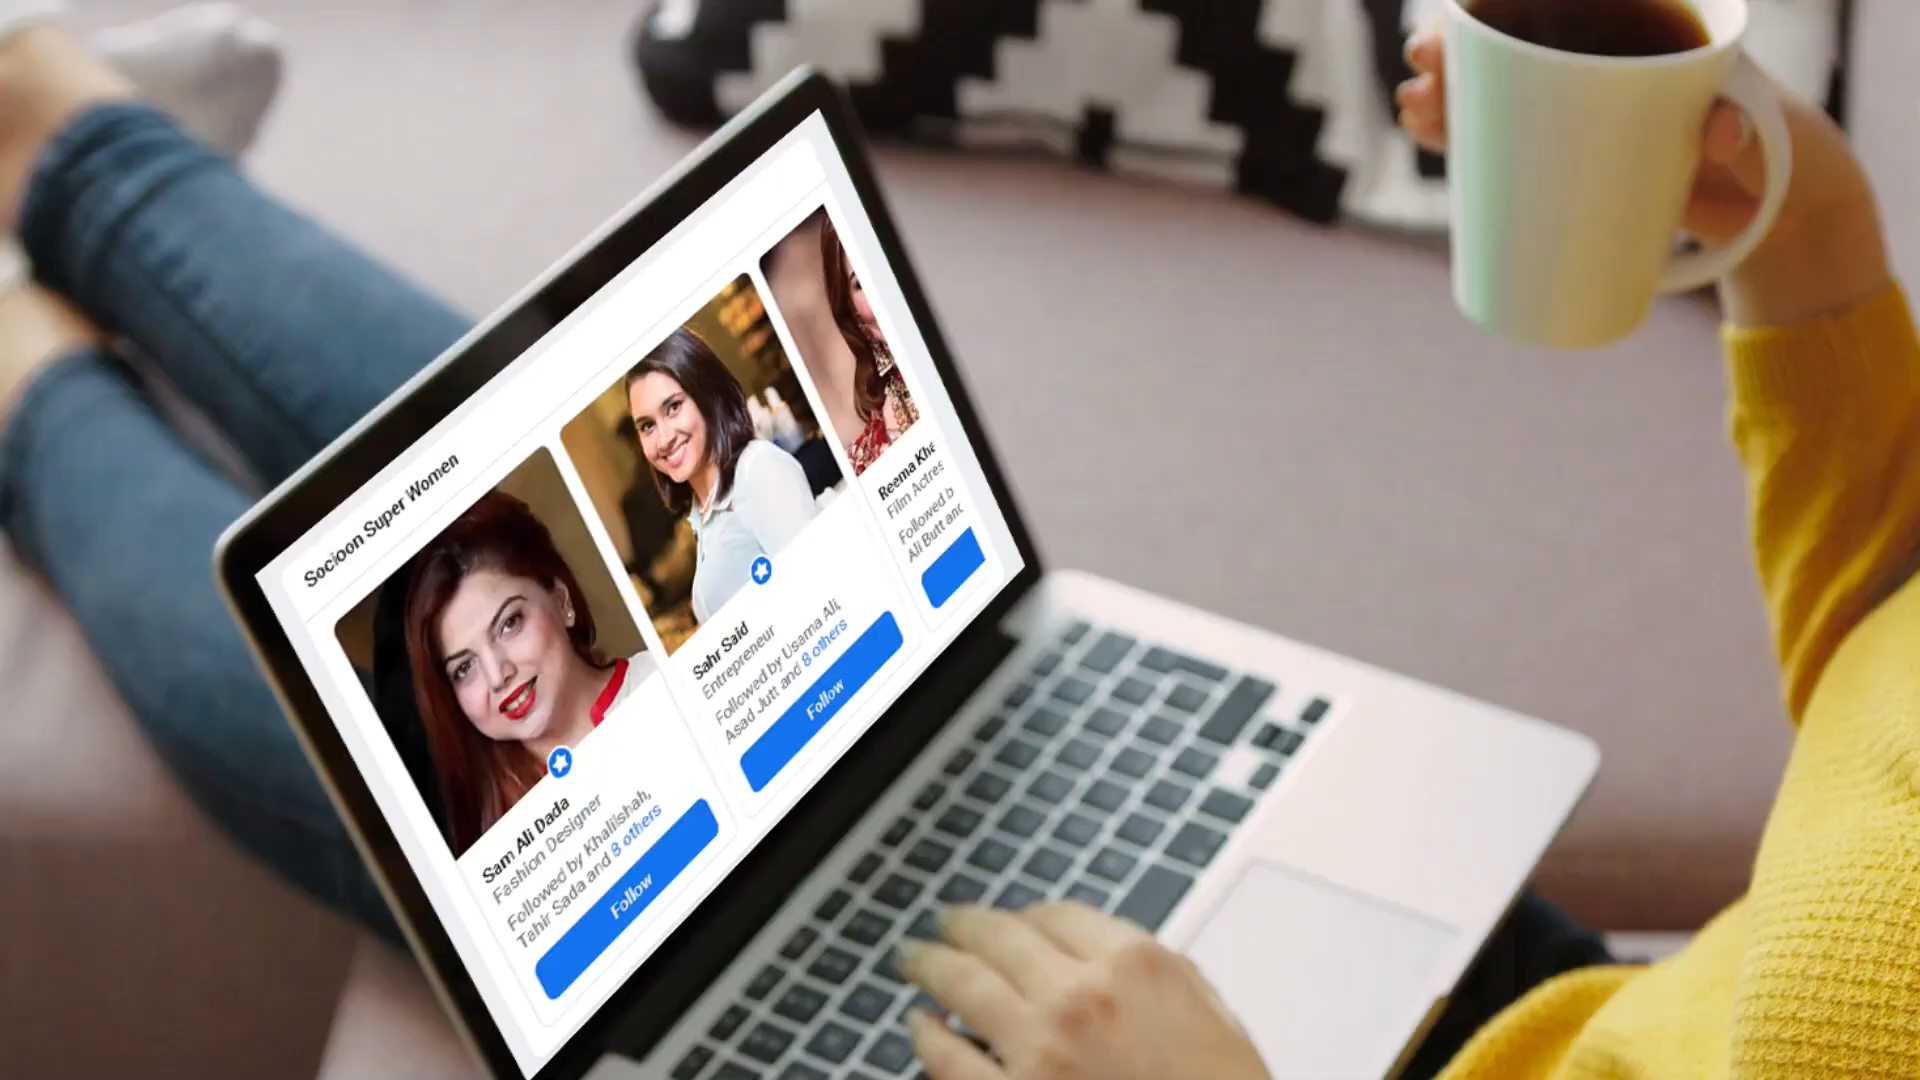 Socioon Super Women
Sam Ali Dada
Fashion Designer
Followed by Khalilshah,
Tahir Sada and 8 others
Follow
Sahr Said
Entrepreneur
Followed by Usama Ali,
Asad Jutt and 8 others
Follow
Reema Kha
Film Actres
Followed b
Ali Butt and